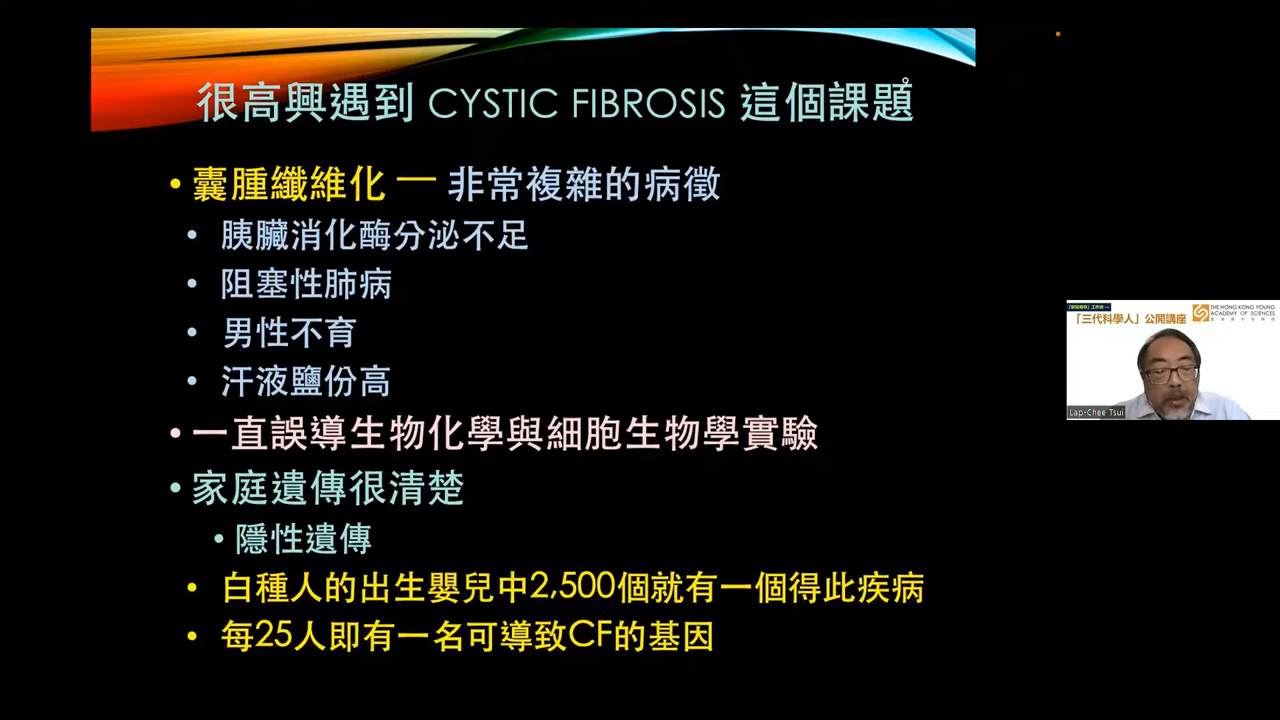 很高興遇到 CYSTIC FIBROSIS 這個課題
• 囊腫纖維化 — 非常複雜的病徵
• 胰臟消化酶分泌不足
• 阻塞性肺病
• 男性不育
• 汗液鹽份高
• 一直誤導生物化學與細胞生物學實驗
• 家庭遺傳很清楚
• 隱性遺傳
• 白種人的出生嬰兒中2,500個就有一個得此疾病
• 每25人即有一名可導致CF的基因
「三代科學人」公開講座
THE HONG KONG YOUNG
ACADEMY OF SCIENCES
Lap-Chee Tsui